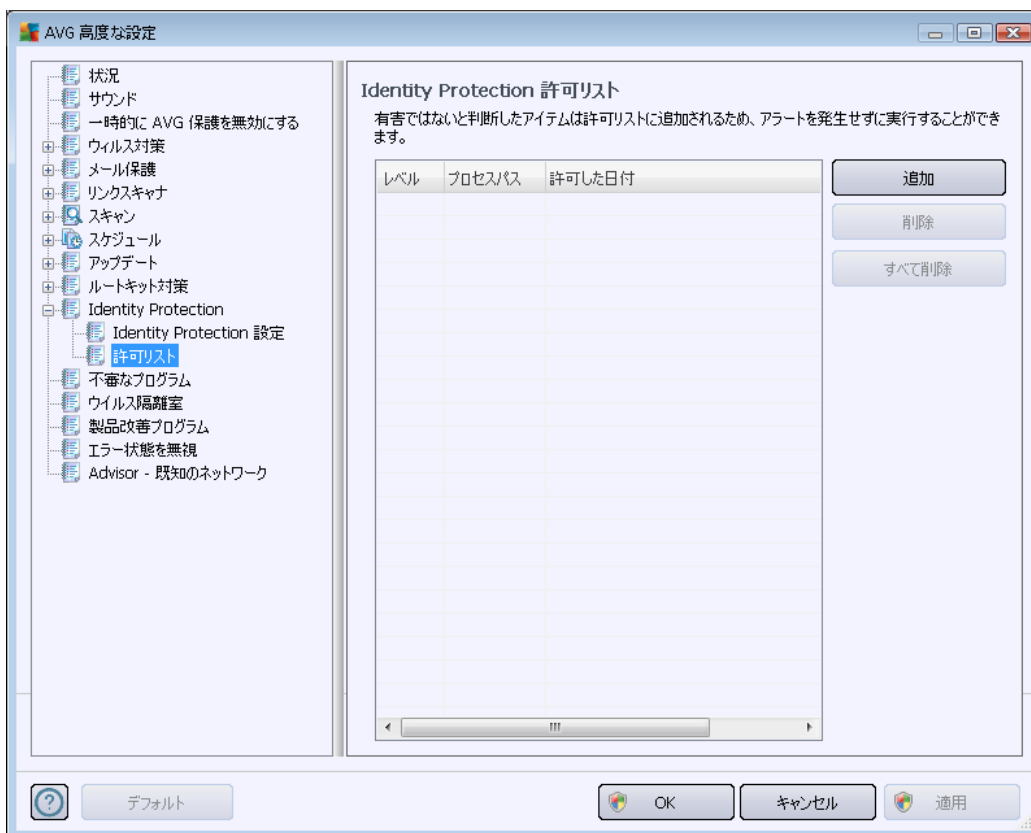 AVG 高度な設定
状況
サウンド
一時的に AVG 保護を無効にする
ウィルス対策
メール保護
リンクスキャナ
スキャン
スケジュール
アップデート
ルートキット対策
Identity Protection
Identity Protection 設定
許可リスト
不審なプログラム
ウイルス隔離室
製品改善プログラム
エラー状態を無視
Advisor - 既知のネットワーク
Identity Protection 許可リスト
有害ではないと判断したアイテムは許可リストに追加されるため、アラートを発生せずに実行することができ
ます。
レベル プロセスパス 許可した日付
追加
削除
すべて削除
デフォルト
OK
キャンセル
適用